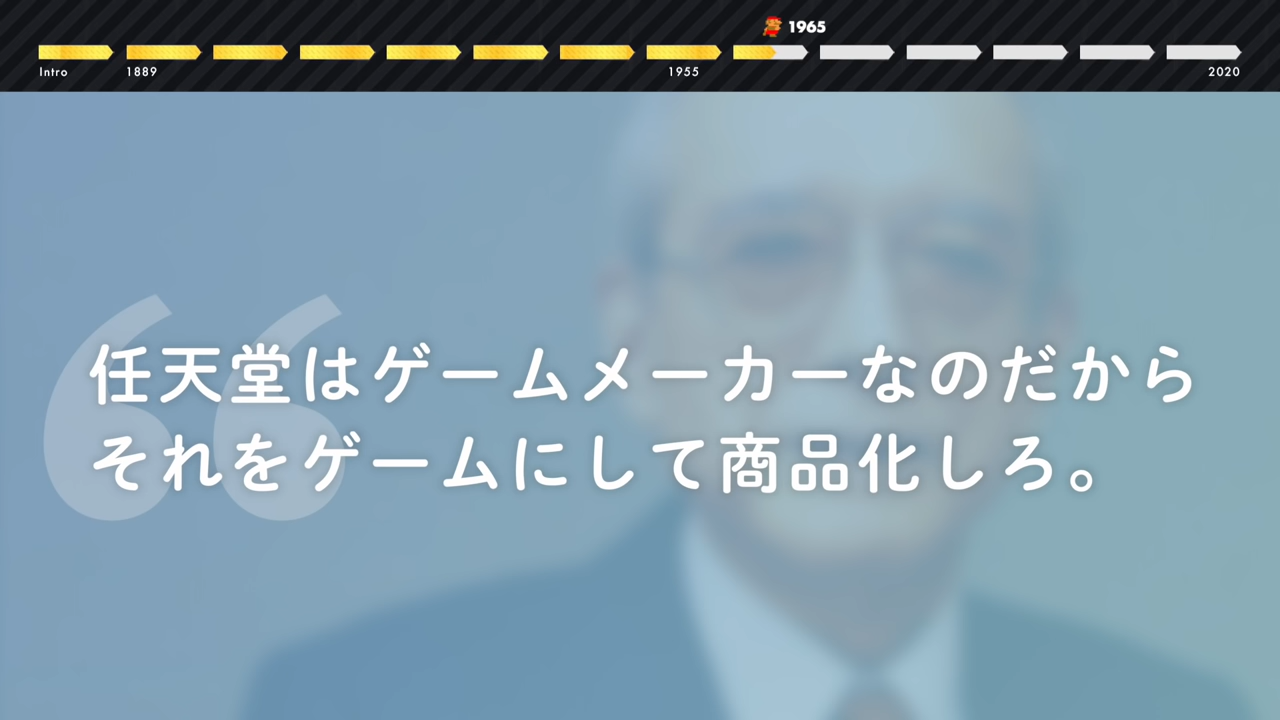 1965
Intro
1889
1955
2020
任天堂はゲームメーカーなのだから
それをゲームにして商品化しろ。